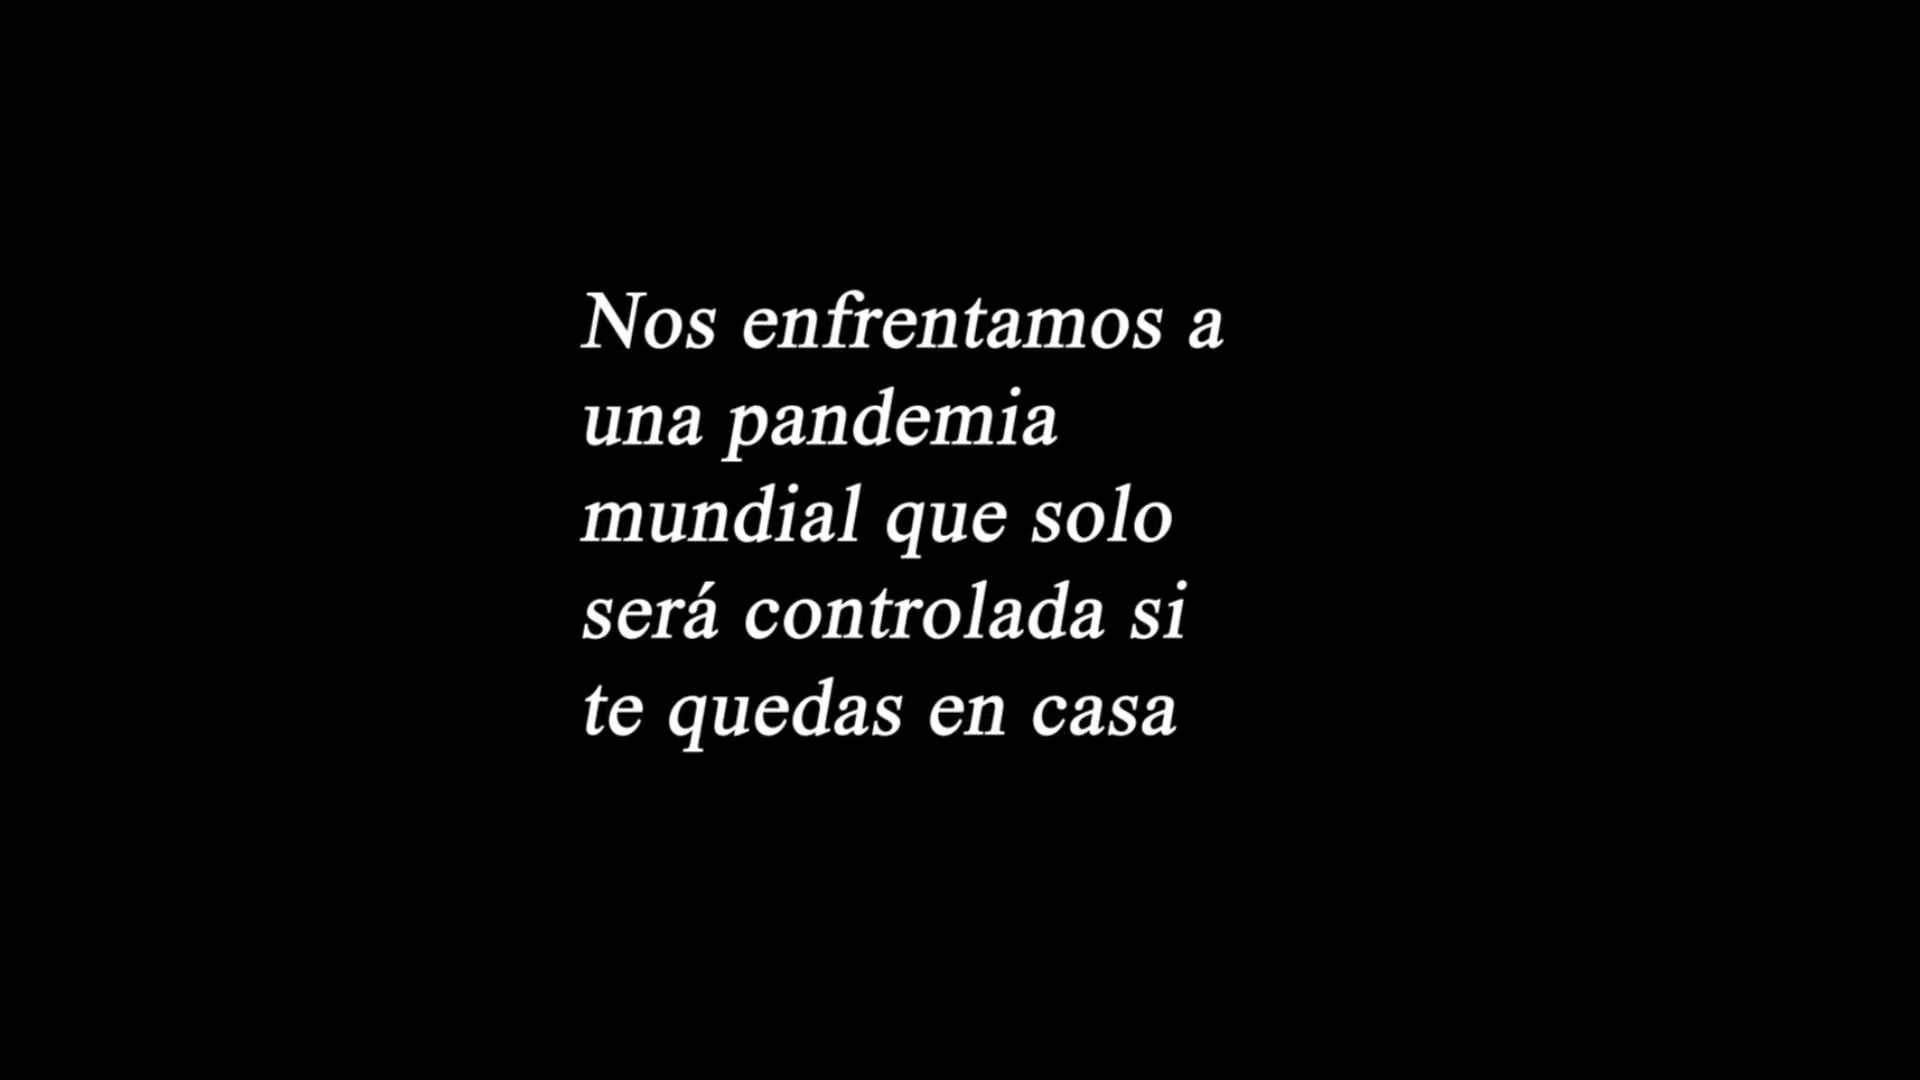 Nos enfrentamos a
una pandemia
mundial que solo
será controlada si
te quedas en casa